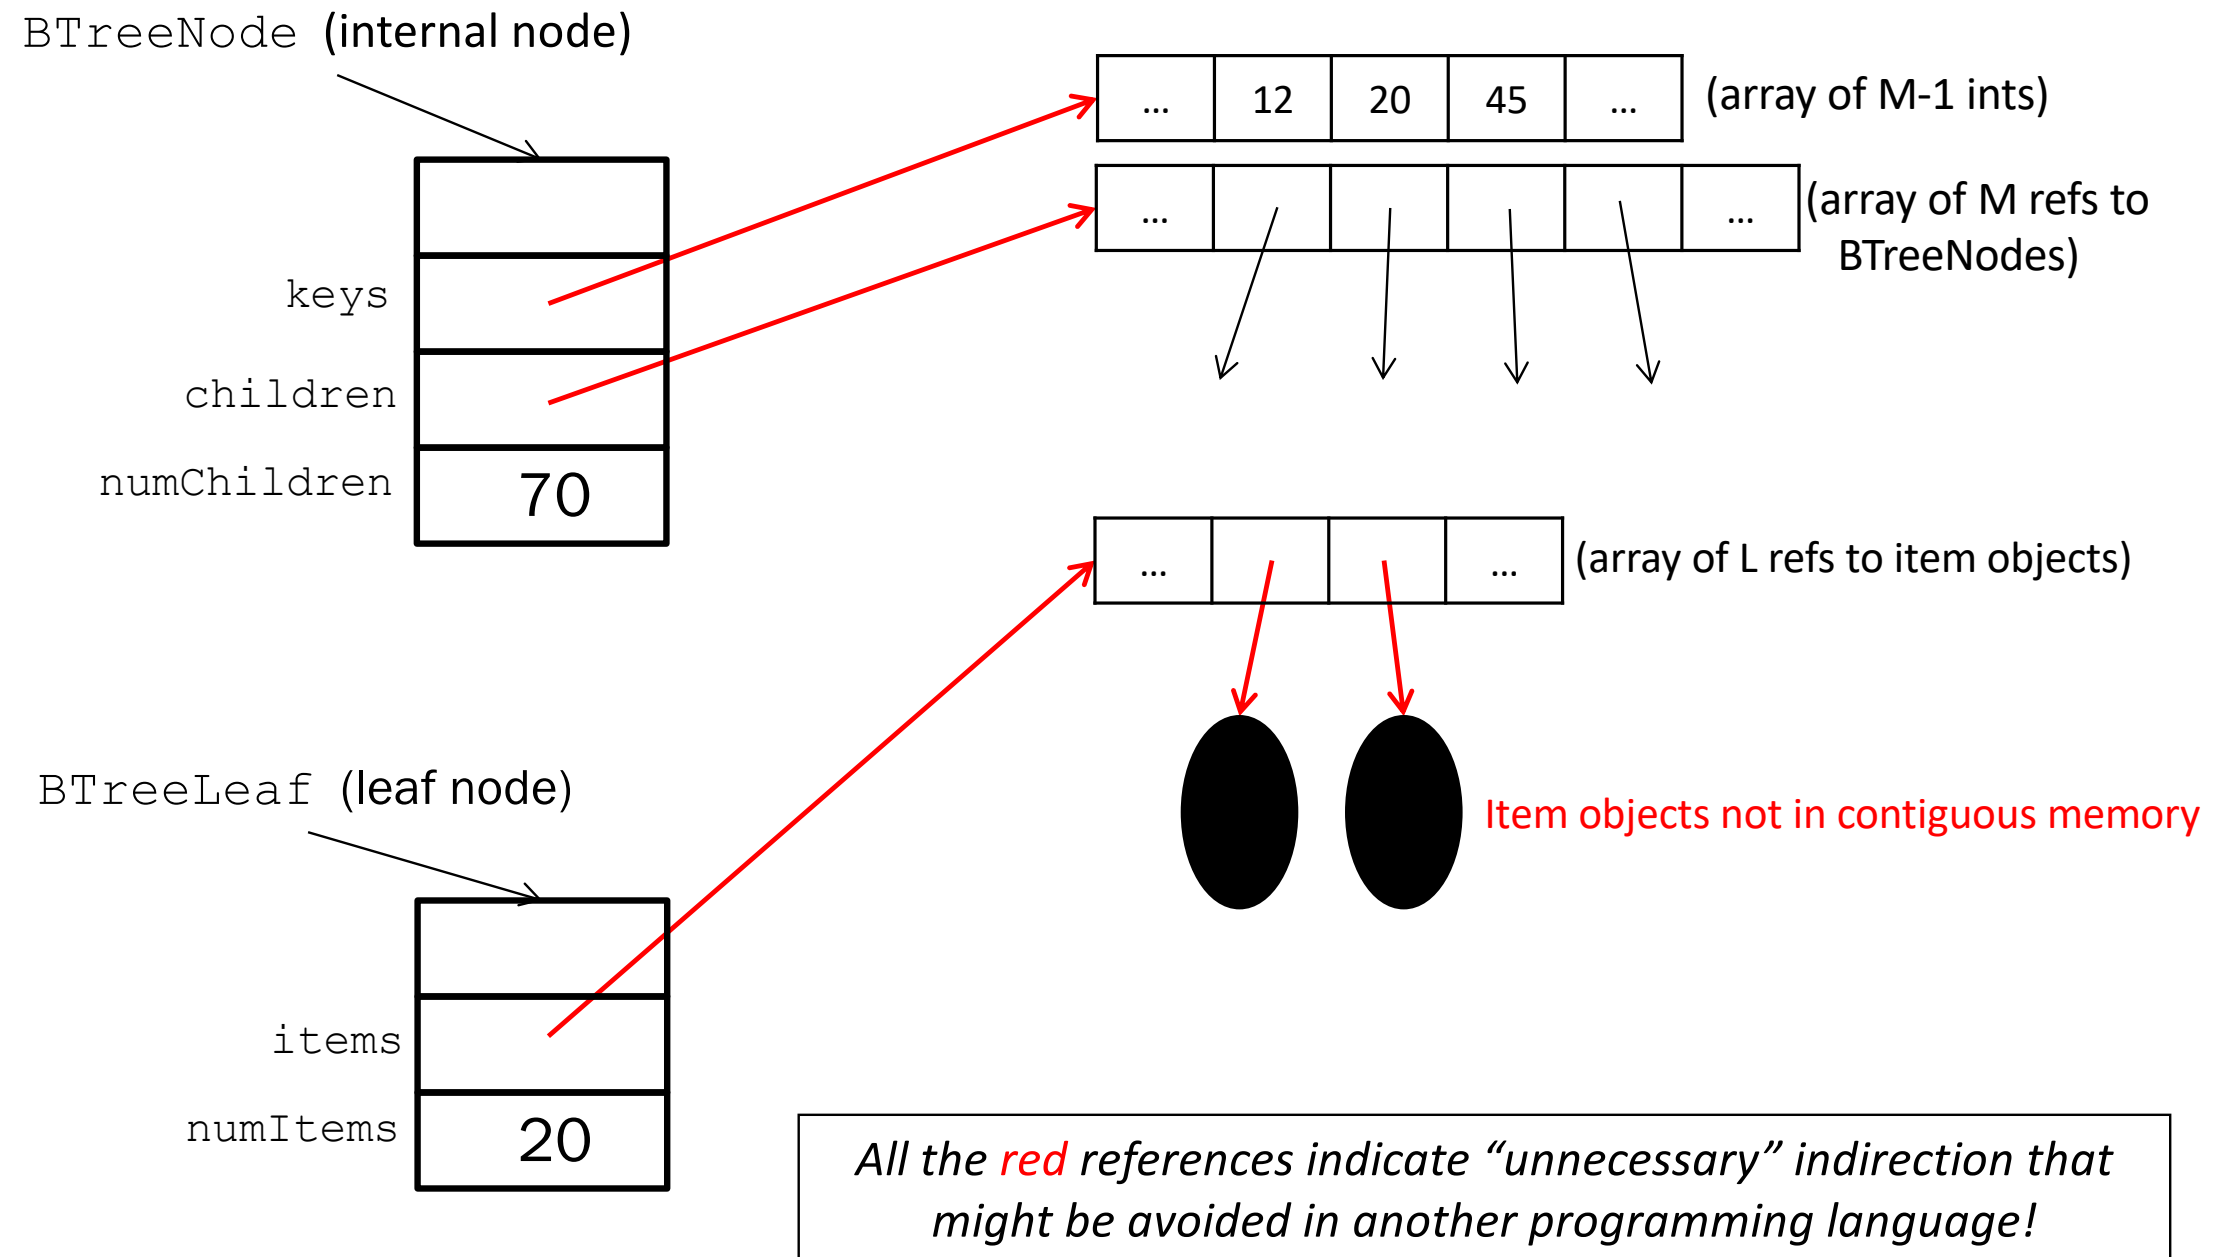 BTreeNode (internal node)
… 12 20 45 …
(array of M-1 ints)
… …
(array of M refs to
BTreeNodes)
keys
children
numChildren 70
… …
(array of L refs to item objects)
BTreeLeaf (leaf node)
Item objects not in contiguous memory
items
numItems 20
All the red references indicate “unnecessary” indirection that
might be avoided in another programming language!